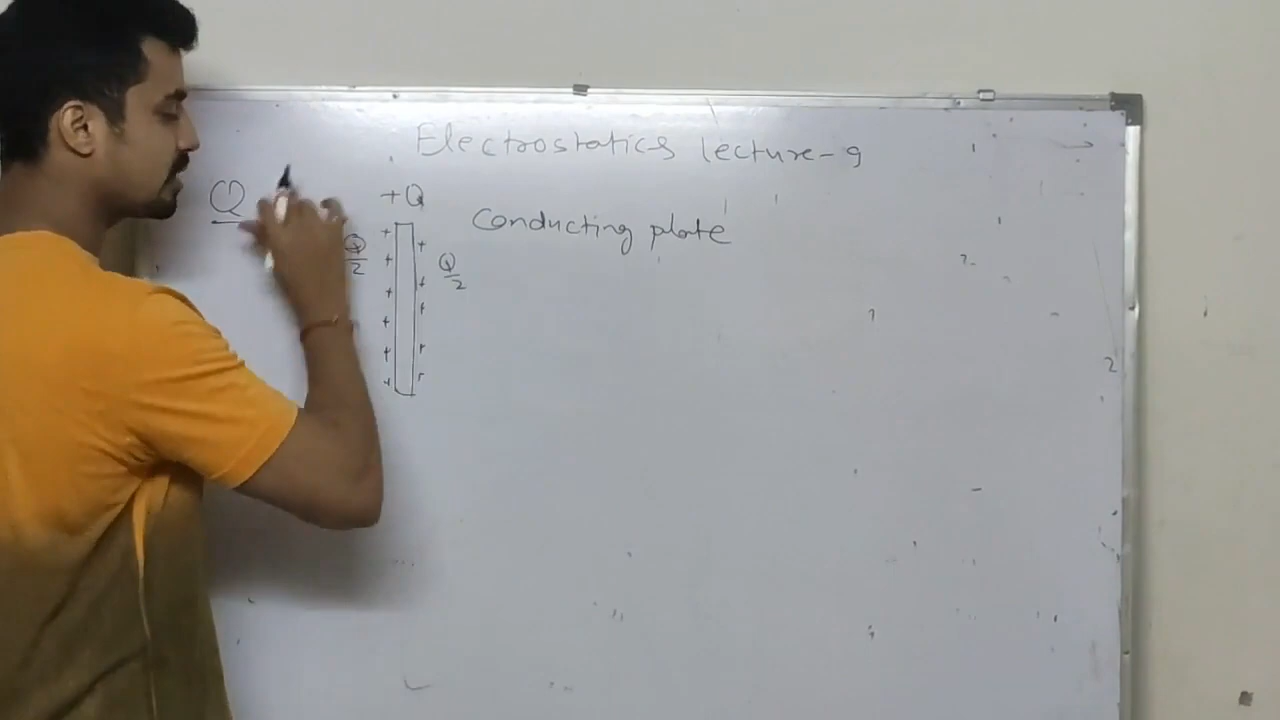 Electrostatics lecture-9
Q
+Q
Conducting plate
Q/2
Q/2
+ + + + + +
+ + + + +